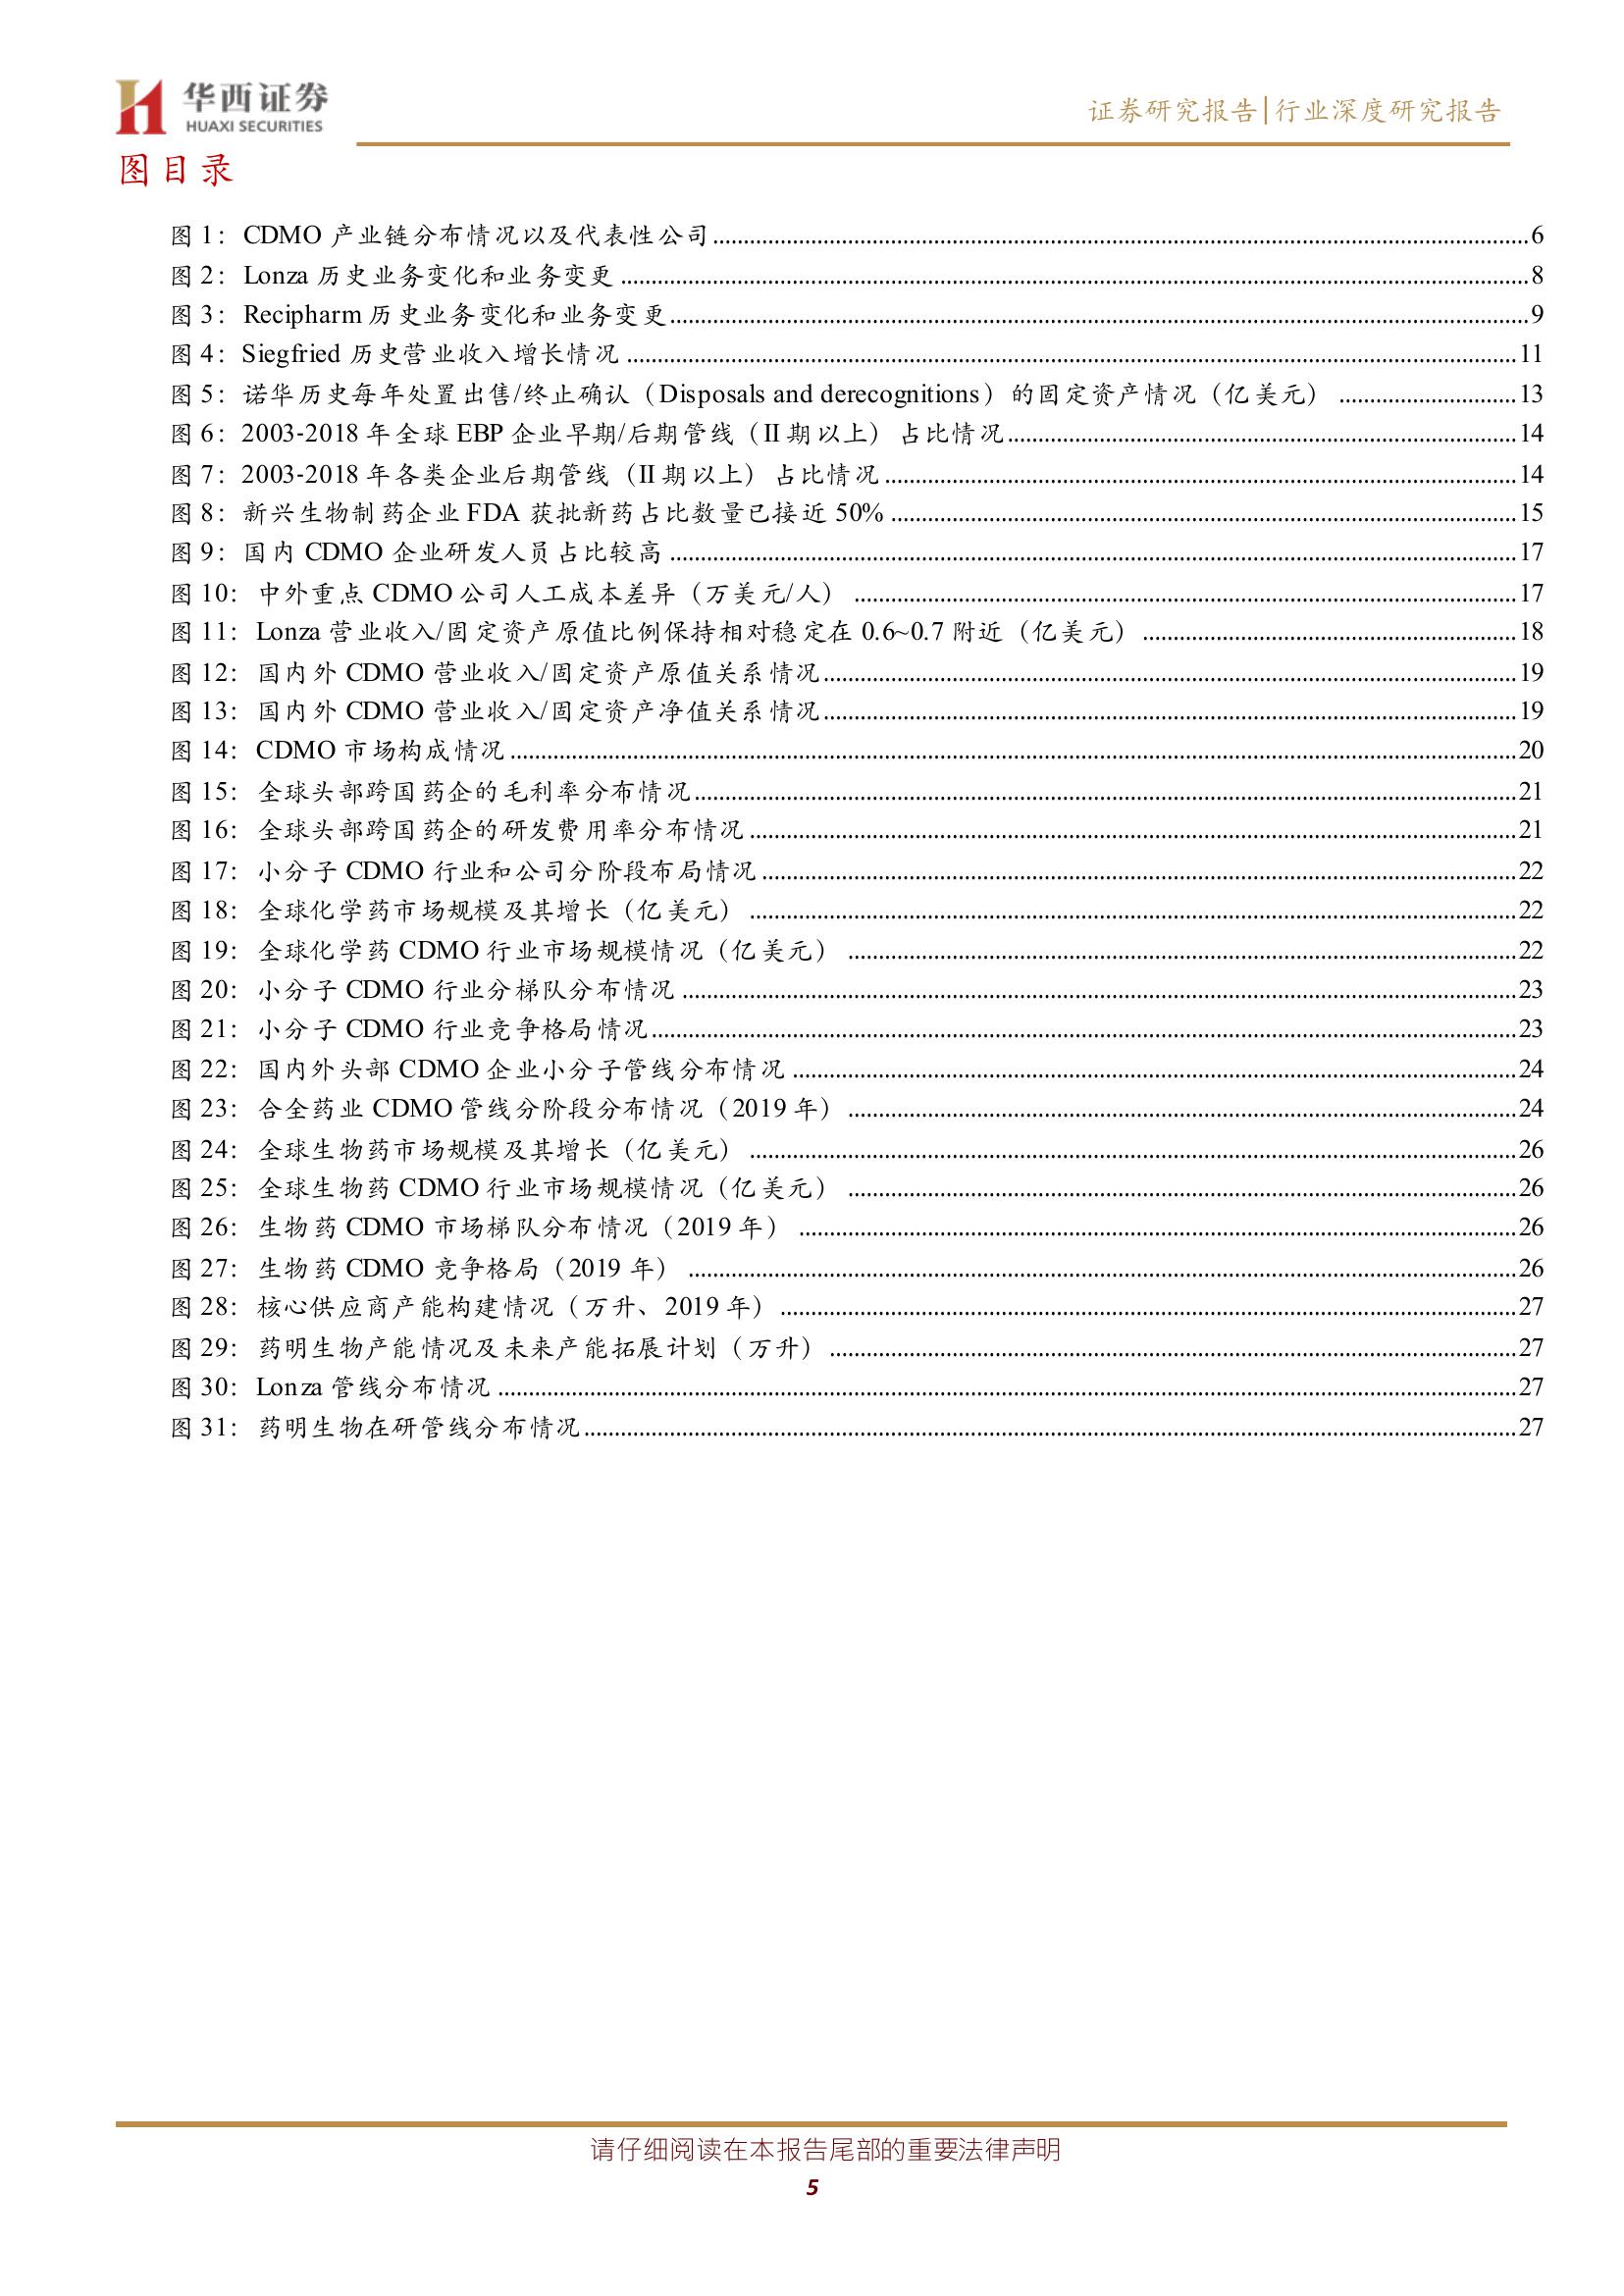 华西证券
HUAXI SECURITIES
证券研究报告|行业深度研究报告
图目录
图 1：CDMO 产业链分布情况以及代表性公司........6
图 2：Lonza 历史业务变化和业务变更........8
图 3：Recipharm 历史业务变化和业务变更........9
图 4：Siegfried 历史营业收入增长情况........11
图 5：诺华历史每年处置出售/终止确认（Disposals and derecognitions）的固定资产情况（亿美元）........13
图 6：2003-2018 年全球 EBP 企业早期/后期管线（II 期以上）占比情况........14
图 7：2003-2018 年各类企业后期管线（II 期以上）占比情况........14
图 8：新兴生物制药企业 FDA 获批新药占比数量已接近 50%........15
图 9：国内 CDMO 企业研发人员占比较高........17
图 10：中外重点 CDMO 公司人工成本差异（万美元/人）........17
图 11：Lonza 营业收入/固定资产原值比例保持相对稳定在 0.6~0.7 附近（亿美元）........18
图 12：国内外 CDMO 营业收入/固定资产原值关系情况........19
图 13：国内外 CDMO 营业收入/固定资产净值关系情况........19
图 14：CDMO 市场构成情况........20
图 15：全球头部跨国药企的毛利率分布情况........21
图 16：全球头部跨国药企的研发费用率分布情况........21
图 17：小分子 CDMO 行业和公司分阶段布局情况........22
图 18：全球化学药市场规模及其增长（亿美元）........22
图 19：全球化学药 CDMO 行业市场规模情况（亿美元）........22
图 20：小分子 CDMO 行业分梯队分布情况........23
图 21：小分子 CDMO 行业竞争格局情况........23
图 22：国内外头部 CDMO 企业小分子管线分布情况........24
图 23：合全药业 CDMO 管线分阶段分布情况（2019 年）........24
图 24：全球生物药市场规模及其增长（亿美元）........26
图 25：全球生物药 CDMO 行业市场规模情况（亿美元）........26
图 26：生物药 CDMO 市场梯队分布情况（2019 年）........26
图 27：生物药 CDMO 竞争格局（2019 年）........26
图 28：核心供应商产能构建情况（万升、2019 年）........27
图 29：药明生物产能情况及未来产能拓展计划（万升）........27
图 30：Lonza 管线分布情况........27
图 31：药明生物在研管线分布情况........27
请仔细阅读在本报告尾部的重要法律声明
5